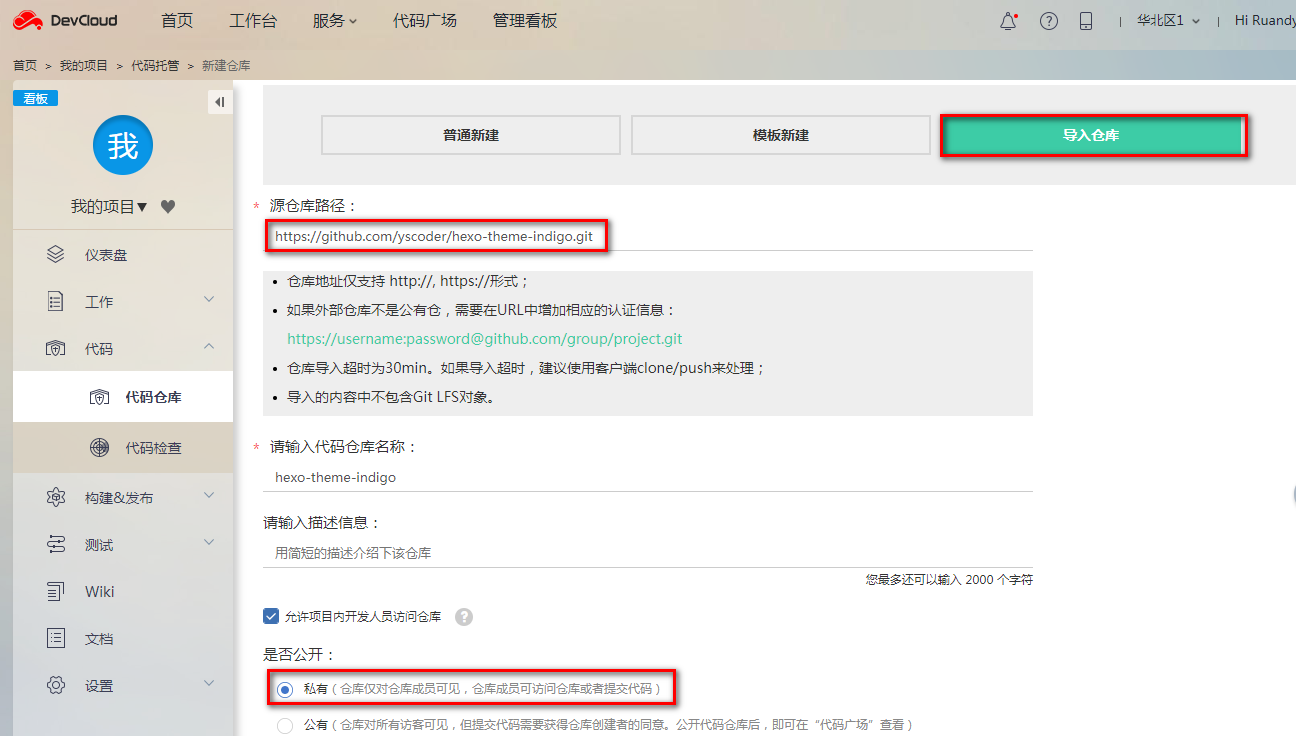 DevCloud 首页 工作台 服务 代码广场 管理看板 华北区1 Hi Ruandy
首页 > 我的项目 > 代码托管 > 新建仓库
看板
我
我的项目
仪表盘
工作
代码
代码仓库
代码检查
构建&发布
测试
Wiki
文档
设置
普通新建 模板新建 导入仓库
* 源仓库路径：
https://github.com/yscoder/hexo-theme-indigo.git
• 仓库地址仅支持 http://, https://形式；
• 如果外部仓库不是公有仓，需要在URL中增加相应的认证信息：
https://username:password@github.com/group/project.git
• 仓库导入超时为30min。如果导入超时，建议使用客户端clone/push来处理；
• 导入的内容中不包含Git LFS对象。
* 请输入代码仓库名称：
hexo-theme-indigo
请输入描述信息：
用简短的描述介绍下该仓库
您最多还可以输入 2000 个字符
允许项目内开发人员访问仓库 ?
是否公开：
私有（仓库仅对仓库成员可见，仓库成员可访问仓库或者提交代码）
公有（仓库对所有访客可见，但提交代码需要获得仓库创建者的同意。公开代码仓库后，即可在“代码广场”查看）